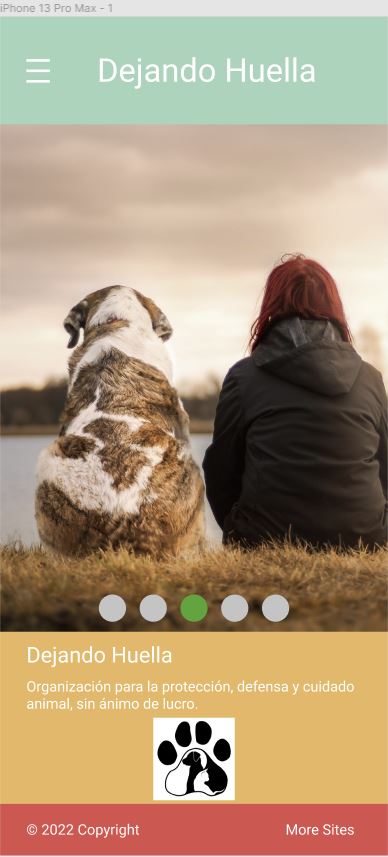 iPhone 13 Pro Max - 1
Dejando Huella
Dejando Huella
Organización para la protección, defensa y cuidado
animal, sin ánimo de lucro.
© 2022 Copyright More Sites